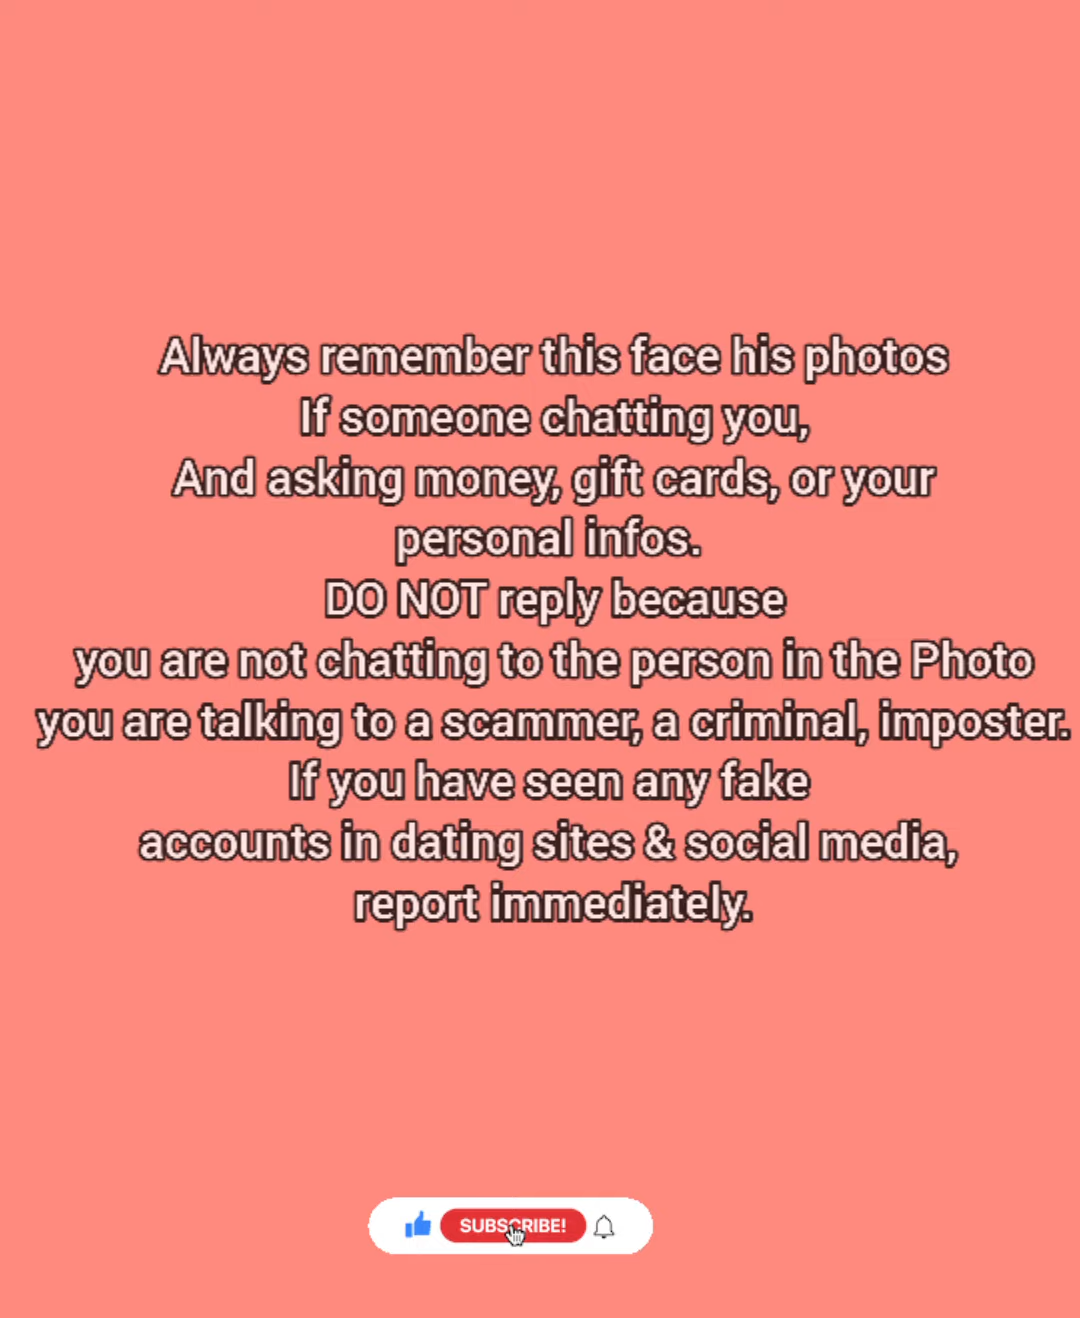 Always remember this face his photos
If someone chatting you,
And asking money, gift cards, or your
personal infos.
DO NOT reply because
you are not chatting to the person in the Photo
you are talking to a scammer, a criminal, imposter.
If you have seen any fake
accounts in dating sites & social media,
report immediately.
SUBSCRIBE!